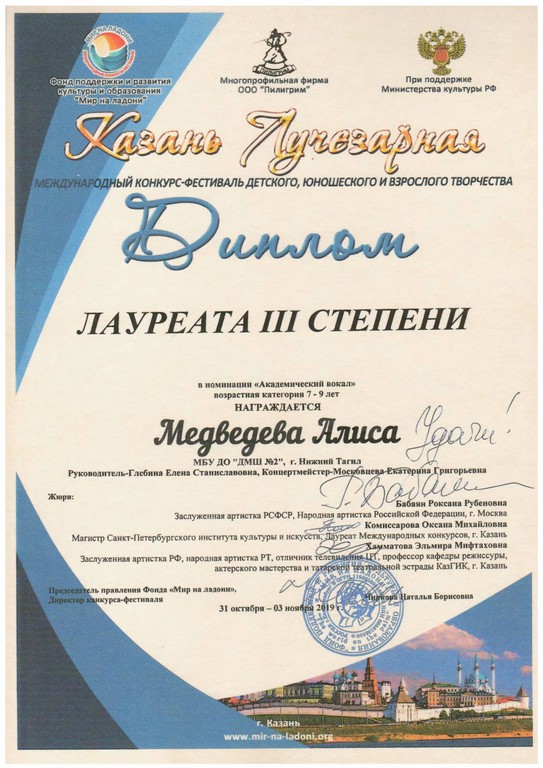 МИР НА ЛАДОНИ
Фонд поддержки и развития
культуры и образования
"Мир на ладони"
ПИЛИГРИМ
Многопрофильная фирма
ООО "Пилигрим"
При поддержке
Министерства культуры РФ
Казань Лучезарная
МЕЖДУНАРОДНЫЙ КОНКУРС-ФЕСТИВАЛЬ ДЕТСКОГО, ЮНОШЕСКОГО И ВЗРОСЛОГО ТВОРЧЕСТВА
Диплом
ЛАУРЕАТА III СТЕПЕНИ
в номинации «Академический вокал»
возрастная категория 7 - 9 лет
НАГРАЖДАЕТСЯ
Медведева Алиса
Удачи!
МБУ ДО "ДМШ №2", г. Нижний Тагил
Руководитель-Глебина Елена Станиславовна, Концертмейстер-Московцева Екатерина Григорьевна
Жюри:
Бабаян Роксана Рубеновна
Заслуженная артистка РСФСР, Народная артистка Российской Федерации, г. Москва
Комиссарова Оксана Михайловна
Магистр Санкт-Петербургского института культуры и искусств, Лауреат Международных конкурсов, г. Казань
Хамматова Эльмира Мифтаховна
Заслуженная артистка РФ, народная артистка РТ, отличник телевидения ЦТ, профессор кафедры режиссуры,
актерского мастерства и татарской театральной эстрады КазГИК, г. Казань
Председатель правления Фонда «Мир на ладони»,
Директор конкурса-фестиваля
Чиркова Наталья Борисовна
31 октября – 03 ноября 2019 г.
г. Казань
www.mir-na-ladoni.org